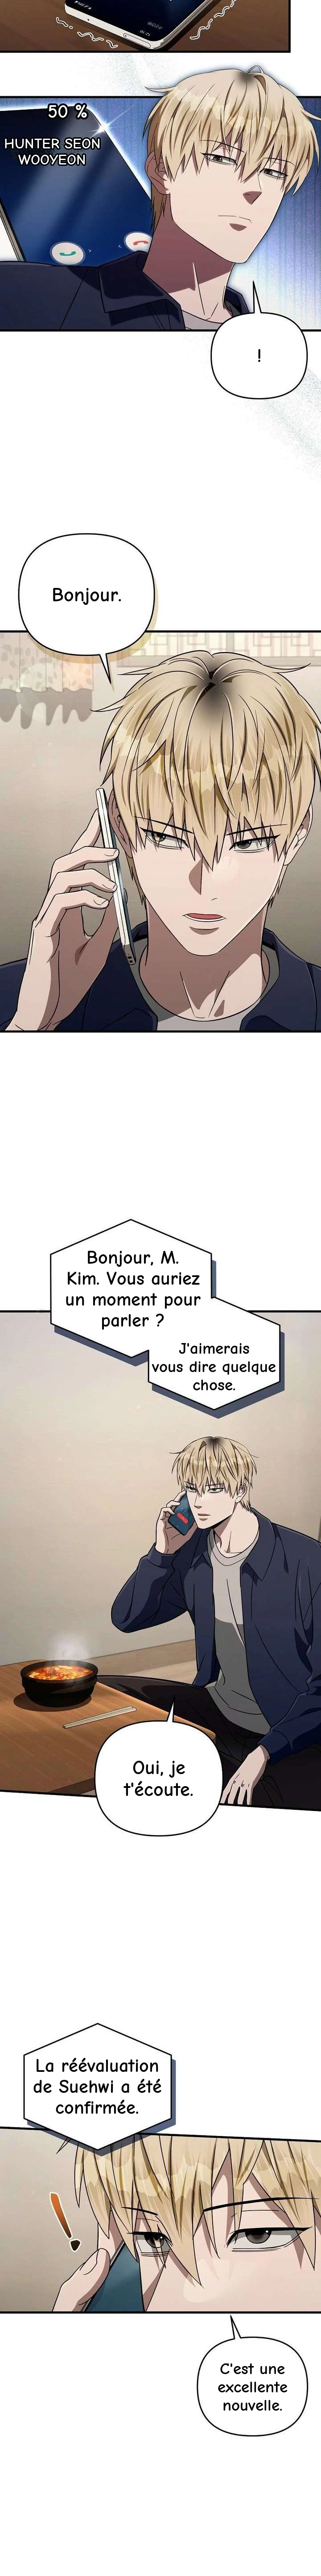 50 %
HUNTER SEON
WOOYEON
!
Bonjour.
Bonjour, M.
Kim. Vous auriez
un moment pour
parler ?
J'aimerais
vous dire quelque
chose.
Oui, je
t'écoute.
La réévaluation
de Suehwi a été
confirmée.
C'est une
excellente
nouvelle.